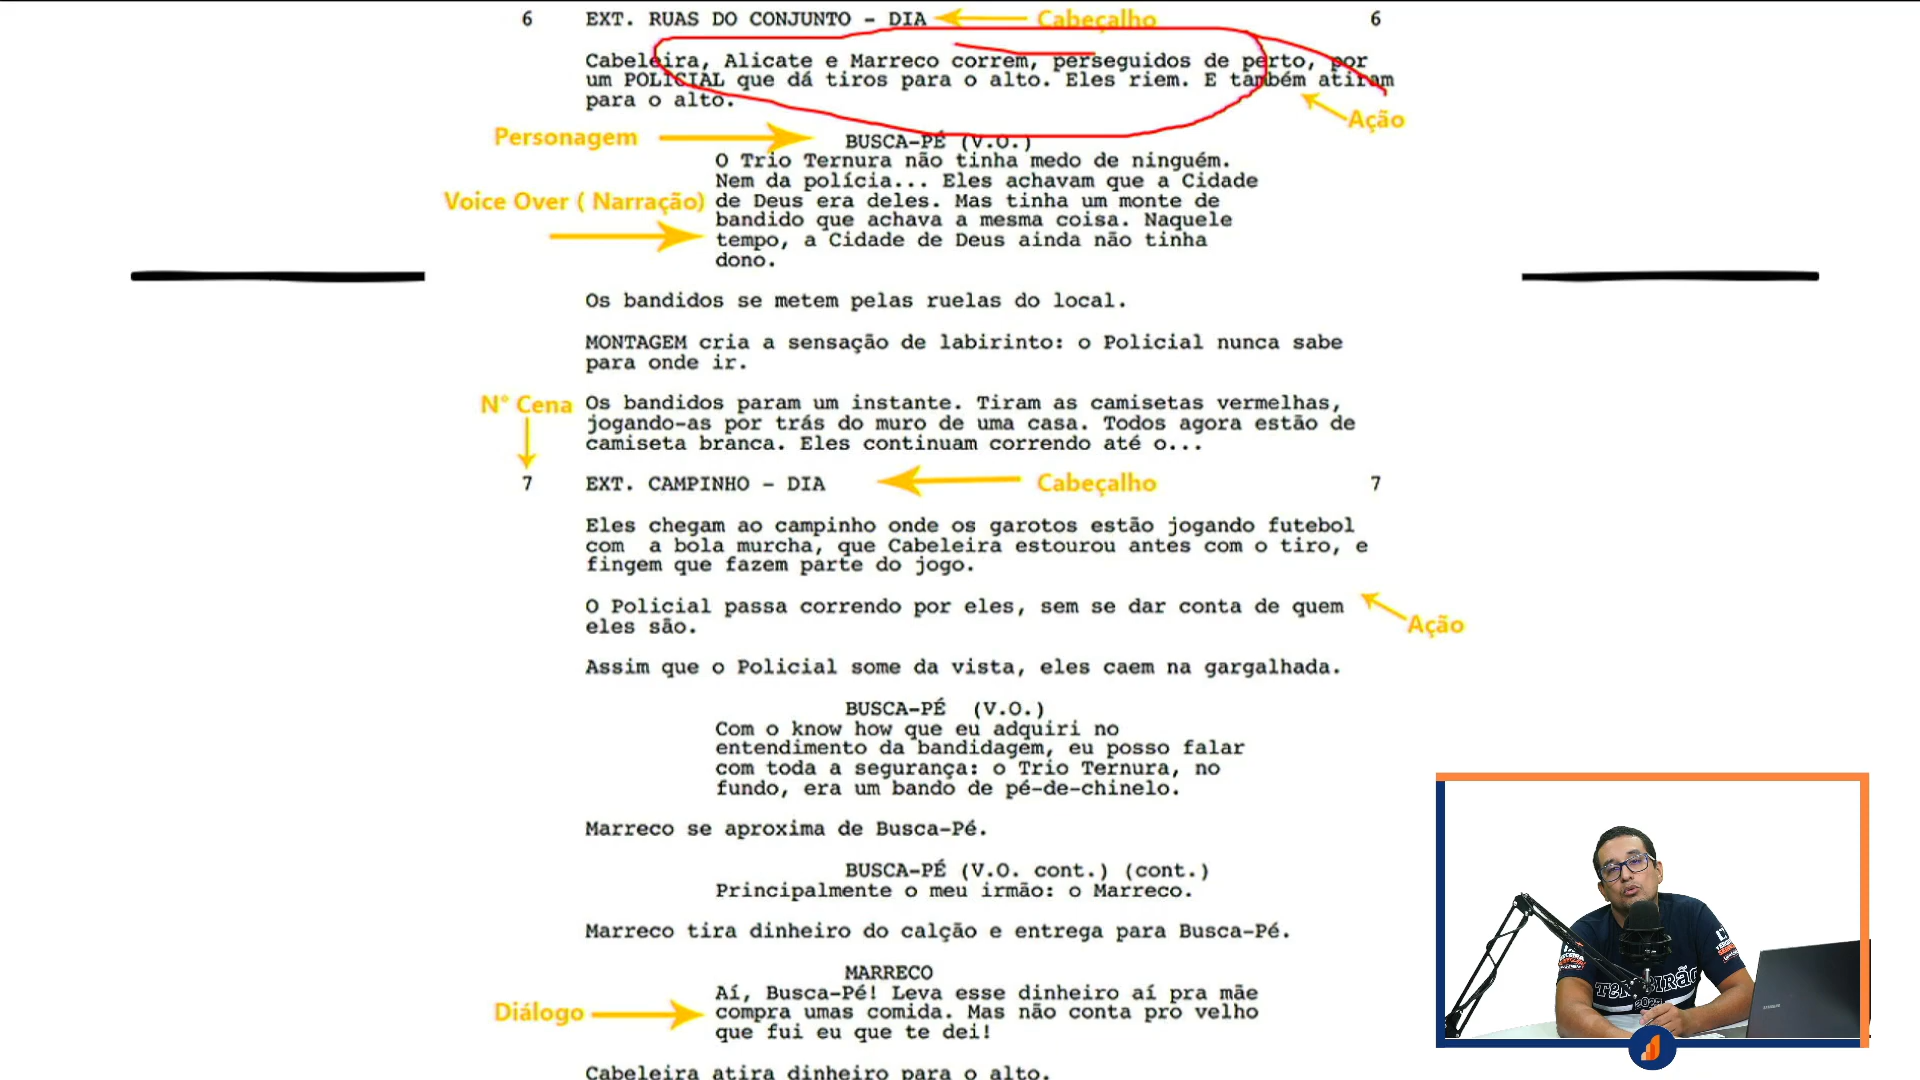 6 EXT. RUAS DO CONJUNTO – DIA Cabeçalho 6
Cabeleira, Alicate e Marreco correm, perseguidos de perto, por
um POLICIAL que dá tiros para o alto. Eles riem. E também atiram
para o alto.
Ação
Personagem BUSCA-PÉ (V.O.)
O Trio Ternura não tinha medo de ninguém.
Nem da polícia... Eles achavam que a Cidade
Voice Over ( Narração) de Deus era deles. Mas tinha um monte de
bandido que achava a mesma coisa. Naquele
tempo, a Cidade de Deus ainda não tinha
dono.
Os bandidos se metem pelas ruelas do local.
MONTAGEM cria a sensação de labirinto: o Policial nunca sabe
para onde ir.
N° Cena Os bandidos param um instante. Tiram as camisetas vermelhas,
jogando-as por trás do muro de uma casa. Todos agora estão de
camiseta branca. Eles continuam correndo até o...
7 EXT. CAMPINHO – DIA Cabeçalho 7
Eles chegam ao campinho onde os garotos estão jogando futebol
com a bola murcha, que Cabeleira estourou antes com o tiro, e
fingem que fazem parte do jogo.
O Policial passa correndo por eles, sem se dar conta de quem
eles são.
Ação
Assim que o Policial some da vista, eles caem na gargalhada.
BUSCA-PÉ (V.O.)
Com o know how que eu adquiri no
entendimento da bandidagem, eu posso falar
com toda a segurança: o Trio Ternura, no
fundo, era um bando de pé-de-chinelo.
Marreco se aproxima de Busca-Pé.
BUSCA-PÉ (V.O. cont.) (cont.)
Principalmente o meu irmão: o Marreco.
Marreco tira dinheiro do calção e entrega para Busca-Pé.
MARRECO
Aí, Busca-Pé! Leva esse dinheiro aí pra mãe
Diálogo compra umas comida. Mas não conta pro velho
que fui eu que te dei!
Cabeleira atira dinheiro para o alto.
TERCEIRÃO